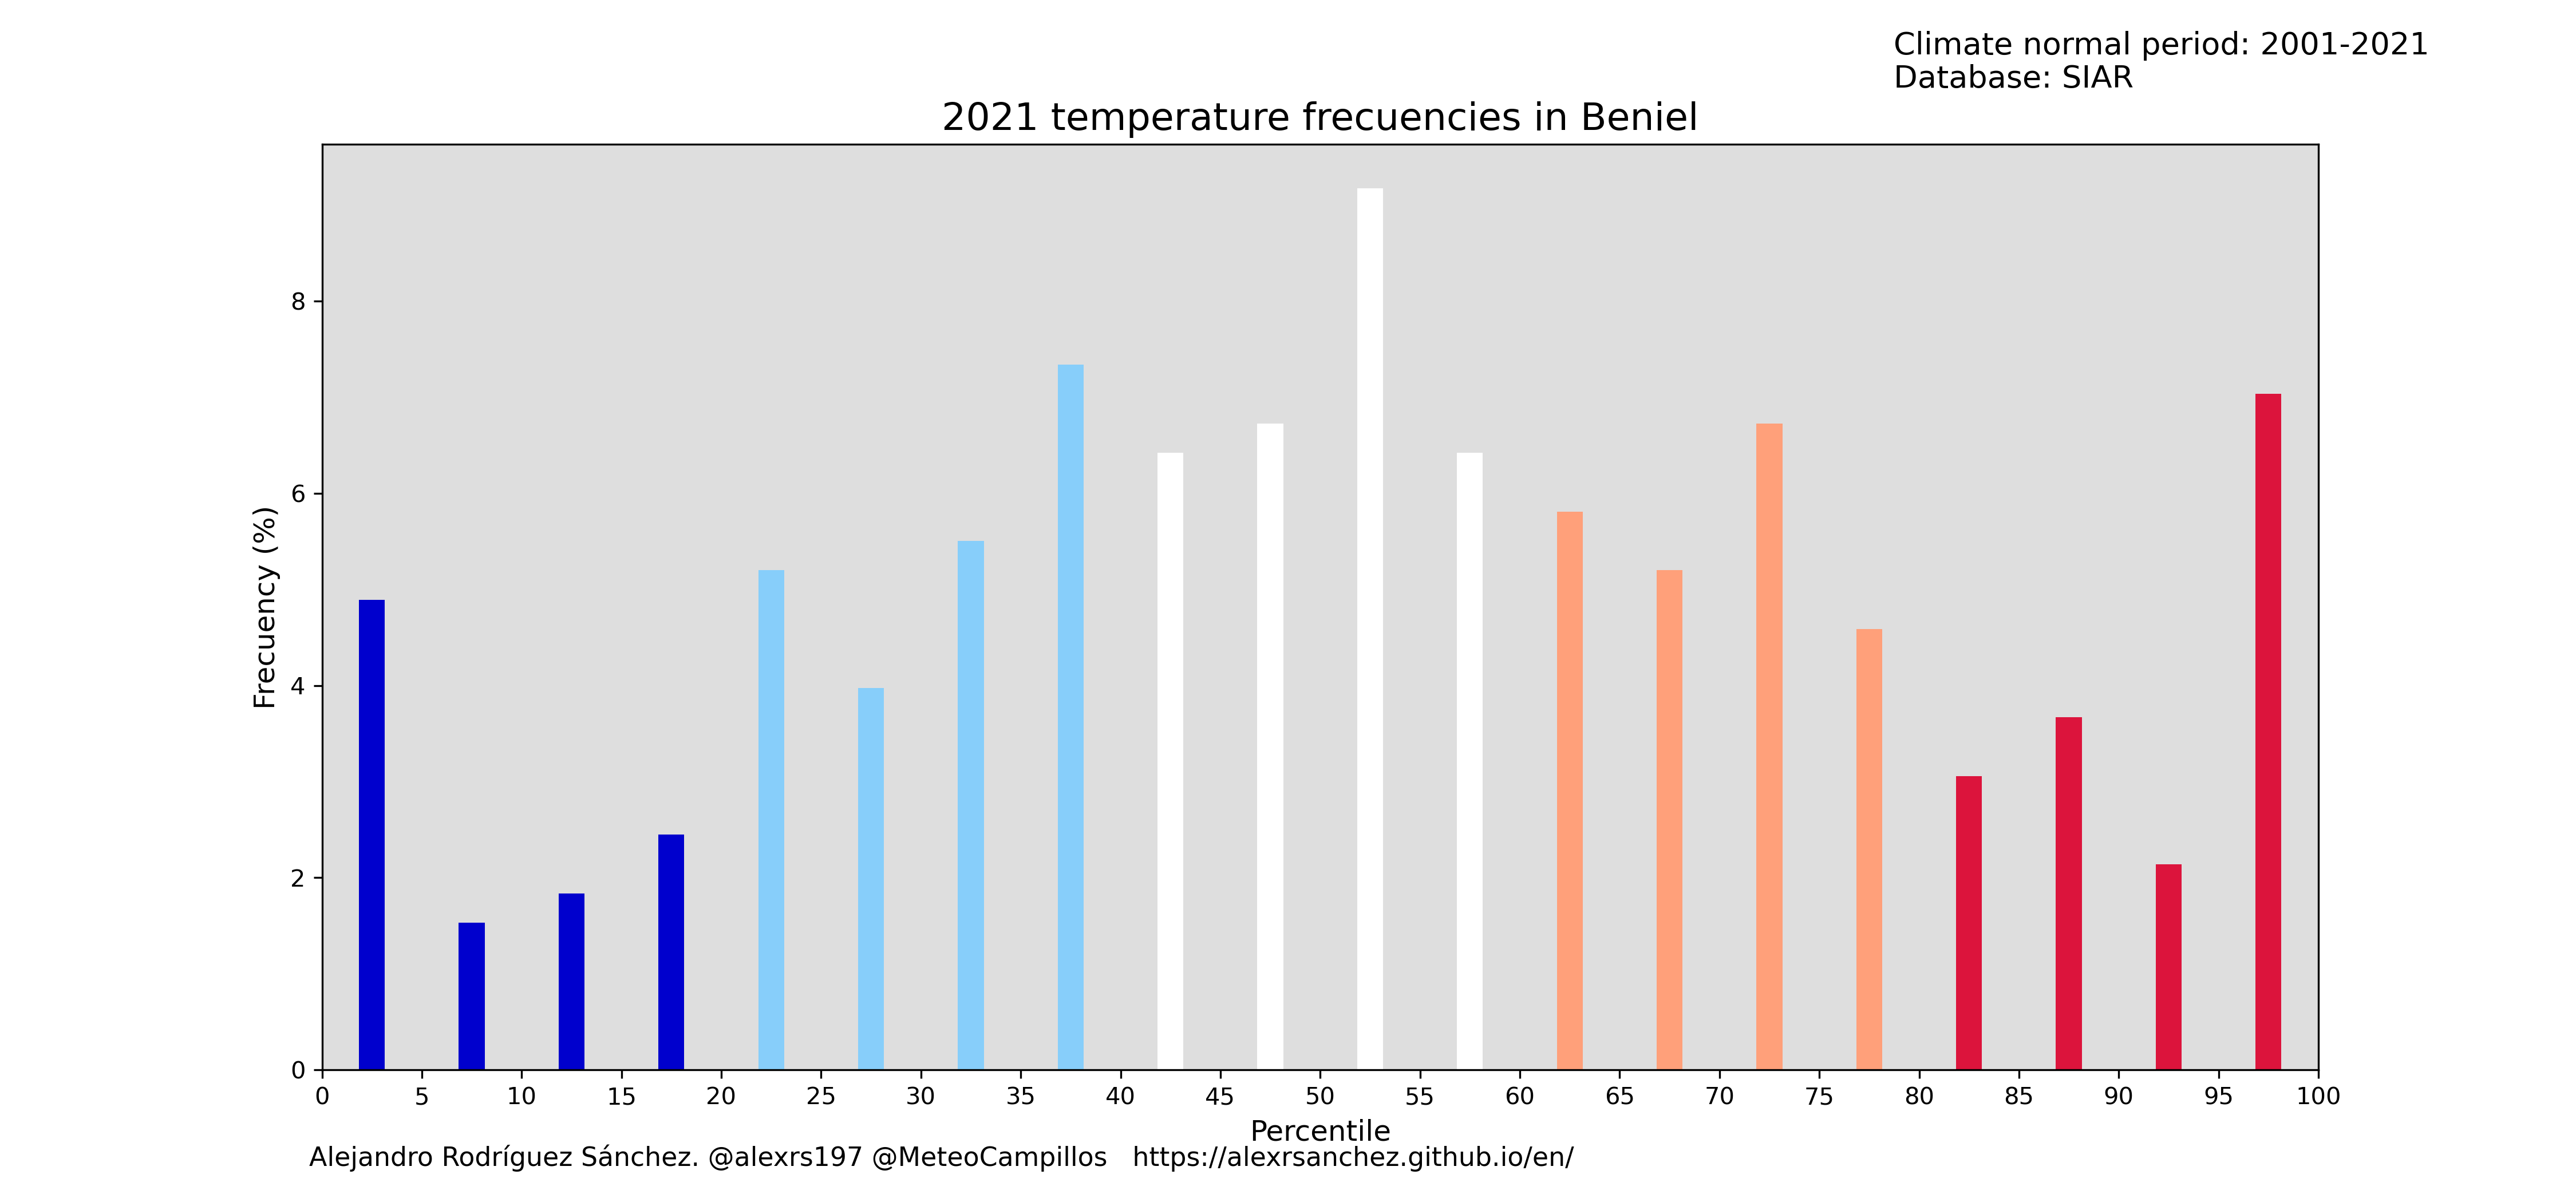 Climate normal period: 2001-2021
Database: SIAR
2021 temperature frecuencies in Beniel
Frecuency (%)
8
6
4
2
0
0 5 10 15 20 25 30 35 40 45 50 55 60 65 70 75 80 85 90 95 100
Percentile
Alejandro Rodríguez Sánchez. @alexrs197 @MeteoCampillos https://alexrsanchez.github.io/en/